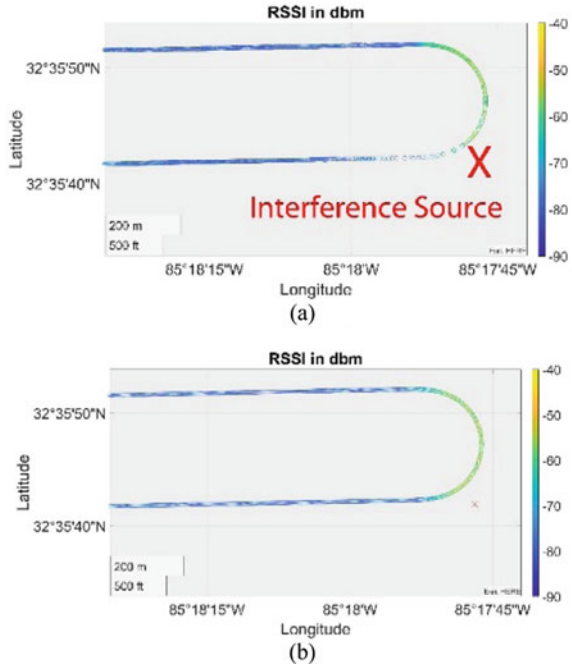 RSSI in dbm
-40
32°35'50"N
-50
-60
Latitude
-70
X
32°35'40"N
-80
Interference Source
200 m
500 ft
-90
85°18'15"W 85°18'W 85°17'45"W
Longitude
(a)
RSSI in dbm
-40
32°35'50"N
-50
-60
Latitude
-70
32°35'40"N
×
-80
200 m
500 ft
-90
85°18'15"W 85°18'W 85°17'45"W
Longitude
(b)